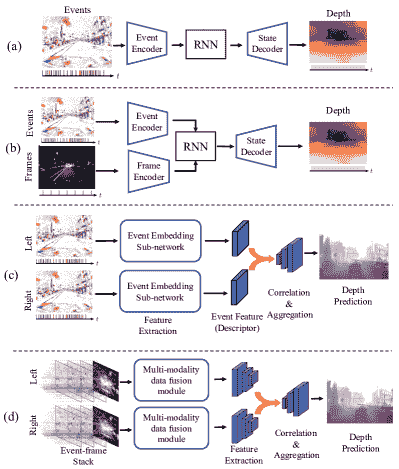 Events
Depth
(a)
Event
Encoder
RNN
State
Decoder
t
t
Events
Depth
(b)
Event
Encoder
RNN
State
Decoder
Frames
Frame
Encoder
t
t
Left
Event Embedding
Sub-network
(c)
Right
Event Embedding
Sub-network
t
Feature
Extraction
Event Feature
(Descriptor)
Correlation
&
Aggregation
Depth
Prediction
Left
Multi-modality
data fusion
module
(d)
Right
Multi-modality
data fusion
module
Event-frame
Stack
Feature
Extraction
Correlation
&
Aggregation
Depth
Prediction